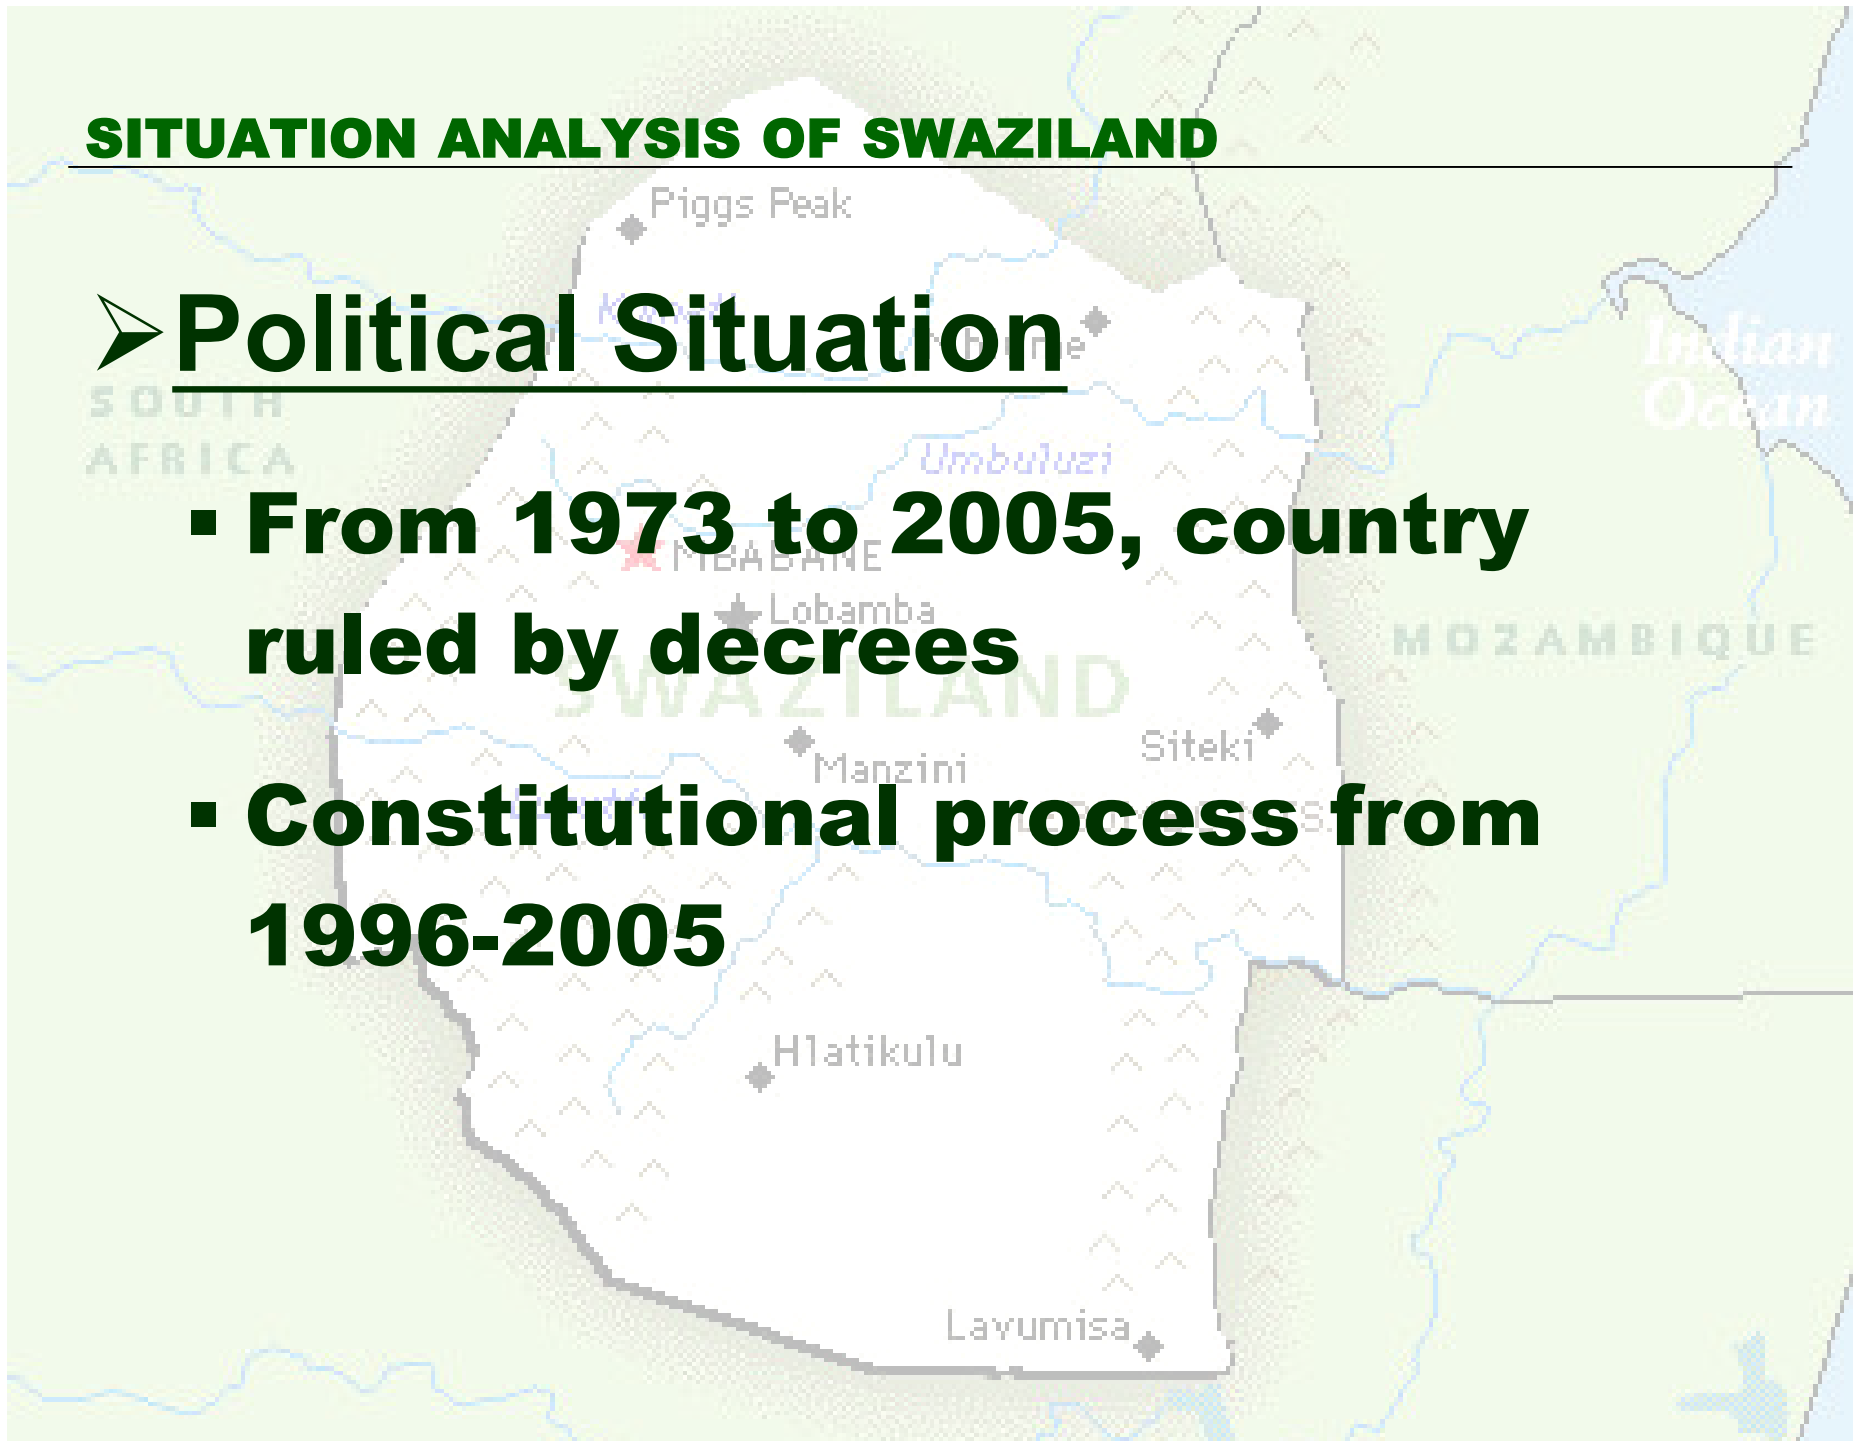 SITUATION ANALYSIS OF SWAZILAND
Piggs Peak
➢Political Situation
Indian
Ocean
SOUTH
AFRICA
Umbuluzi
▪ From 1973 to 2005, country
MBABANE
Lobamba
ruled by decrees
MOZAMBIQUE
SWAZILAND
Siteki
Manzini
▪ Constitutional process from
1996-2005
Hlatikulu
Lavumisa